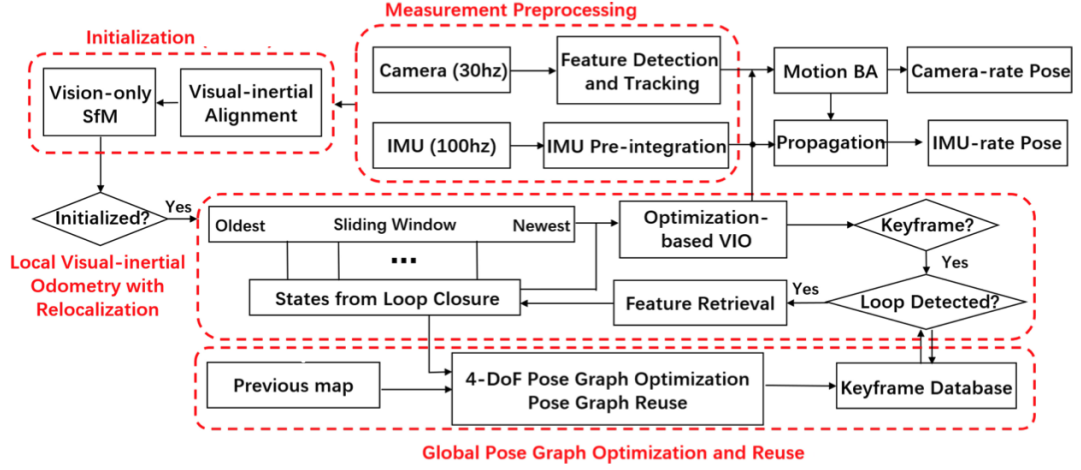 Measurement Preprocessing
Initialization
Camera (30hz)
Feature Detection
and Tracking
Motion BA
Camera-rate Pose
Vision-only
SfM
Visual-inertial
Alignment
IMU (100hz)
IMU Pre-integration
Propagation
IMU-rate Pose
Initialized?
Yes
Oldest
Sliding Window
Newest
Optimization-
based VIO
Keyframe?
...
Yes
Local Visual-inertial
Odometry with
Relocalization
States from Loop Closure
Feature Retrieval
Yes
Loop Detected?
Previous map
4-DoF Pose Graph Optimization
Pose Graph Reuse
Keyframe Database
Global Pose Graph Optimization and Reuse